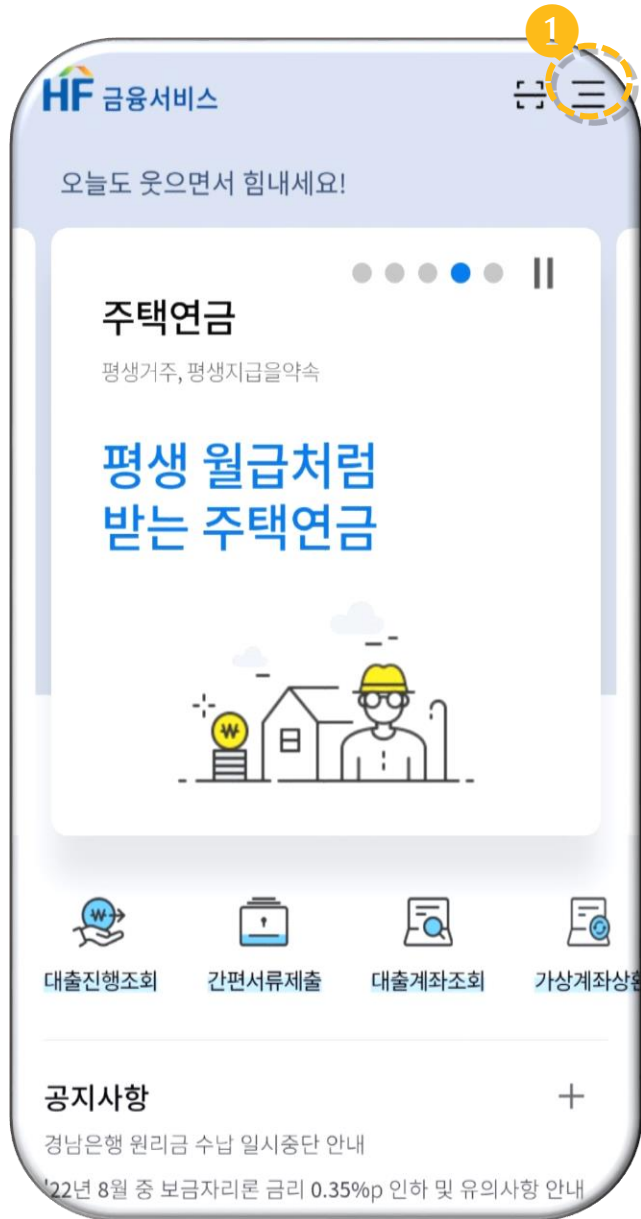 1
HF 금융서비스
오늘도 웃으면서 힘내세요!
주택연금
평생거주, 평생지급을약속
평생 월급처럼
받는 주택연금
₩
₩
대출진행조회 간편서류제출 대출계좌조회 가상계좌상환
공지사항
경남은행 원리금 수납 일시중단 안내
'22년 8월 중 보금자리론 금리 0.35%p 인하 및 유의사항 안내